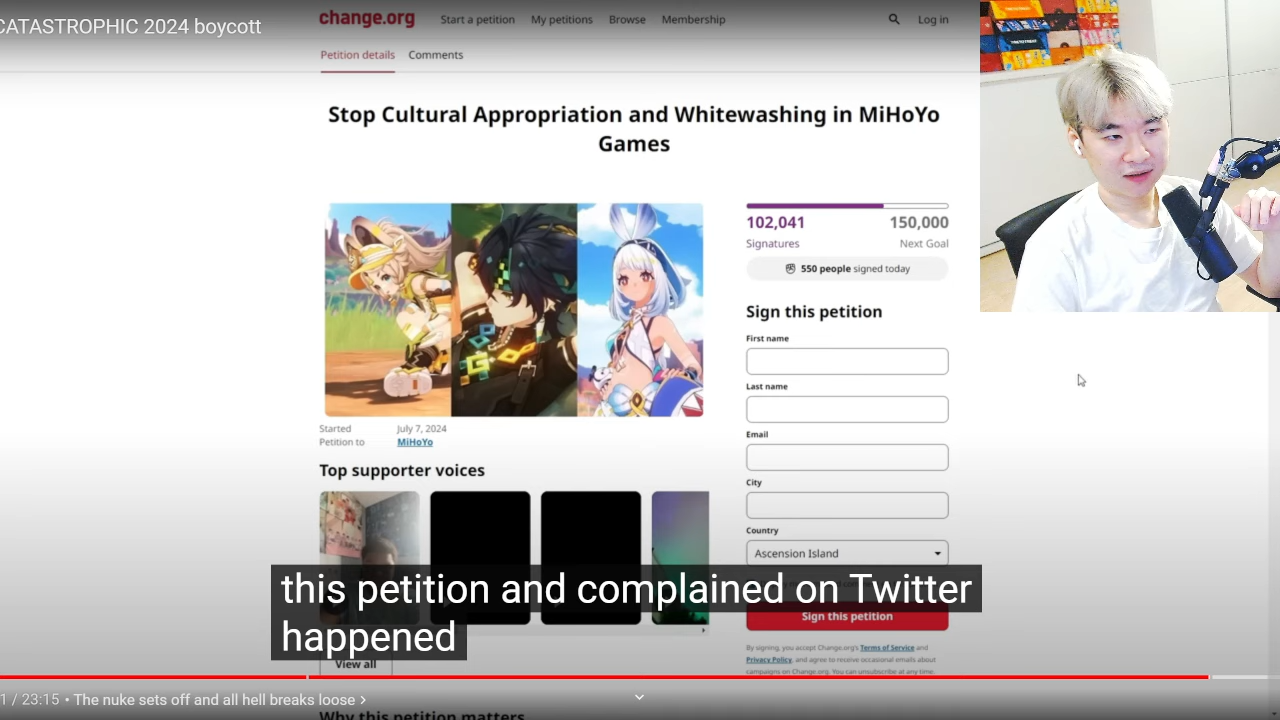 CATASTROPHIC 2024 boycott
change.org Start a petition My petitions Browse Membership Log in
Petition details Comments
Stop Cultural Appropriation and Whitewashing in MiHoYo
Games
102,041 150,000
Signatures Next Goal
550 people signed today
Sign this petition
First name
Last name
Email
City
Country
Ascension Island
Sign this petition
By signing, you accept Change.org's Terms of Service and
Privacy Policy, and agree to receive occasional emails about
campaigns on Change.org. You can unsubscribe at any time.
Started July 7, 2024
Petition to MiHoYo
Top supporter voices
View all
Why this petition matters
this petition and complained on Twitter
happened
1 / 23:15 • The nuke sets off and all hell breaks loose